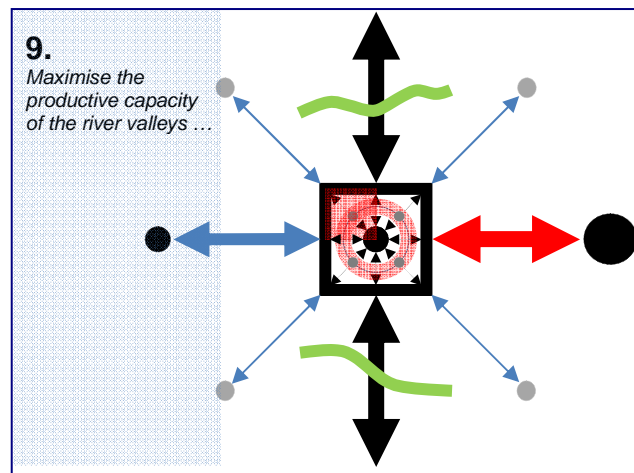 9.
Maximise the
productive capacity
of the river valleys ...